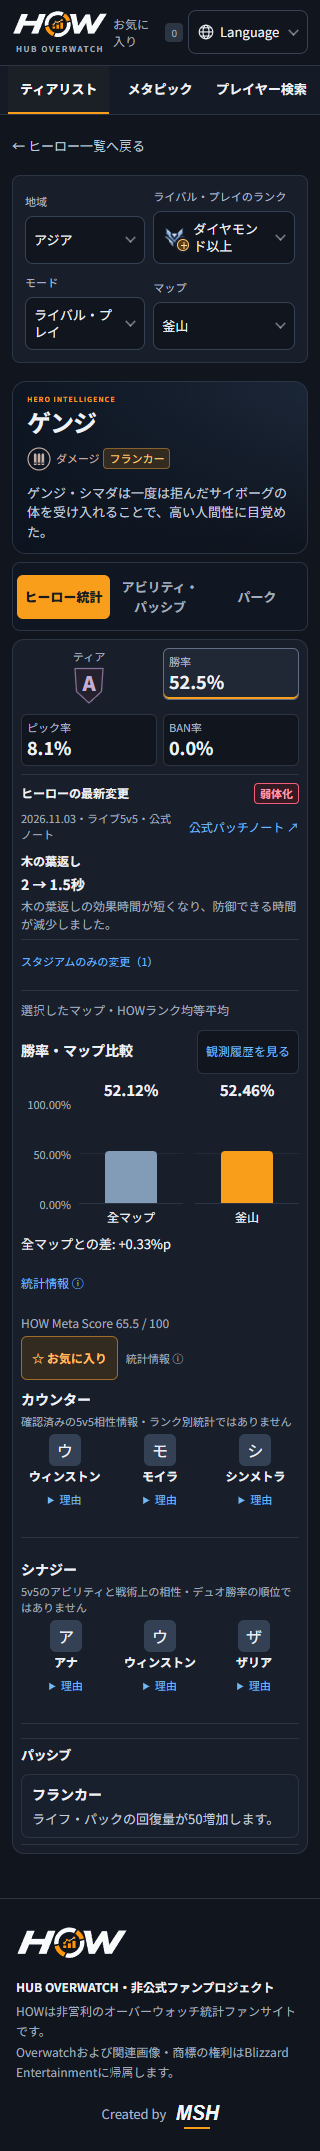 HOW
HUB OVERWATCH
お気に
入り
0
Language
ティアリスト
メタピック
プレイヤー検索
← ヒーロー一覧へ戻る
地域
アジア
ライバル・プレイのランク
ダイヤモン
ド以上
モード
ライバル・プ
レイ
マップ
釜山
HERO INTELLIGENCE
ゲンジ
ダメージ フランカー
ゲンジ・シマダは一度は拒んだサイボーグの
体を受け入れることで、高い人間性に目覚め
た。
ヒーロー統計
アビリティ・
パッシブ
パーク
ティア
A
勝率
52.5%
ピック率
8.1%
BAN率
0.0%
ヒーローの最新変更
弱体化
2026.11.03・ライブ5v5・公式
ノート
公式パッチノート ↗
木の葉返し
2 → 1.5秒
木の葉返しの効果時間が短くなり、防御できる時間
が減少しました。
スタジアムのみの変更（1）
選択したマップ・HOWランク均等平均
勝率・マップ比較
観測履歴を見る
52.12%
52.46%
100.00%
50.00%
0.00%
全マップ
釜山
全マップとの差: +0.33%p
統計情報 ⓘ
HOW Meta Score 65.5 / 100
☆ お気に入り
統計情報 ⓘ
カウンター
確認済みの5v5相性情報・ランク別統計ではありません
ウ
モ
シ
ウィンストン
モイラ
シンメトラ
▶ 理由
▶ 理由
▶ 理由
シナジー
5v5のアビリティと戦術上の相性・デュオ勝率の順位で
はありません
ア
ウ
ザ
アナ
ウィンストン
ザリア
▶ 理由
▶ 理由
▶ 理由
パッシブ
フランカー
ライフ・パックの回復量が50増加します。
HOW
HUB OVERWATCH・非公式ファンプロジェクト
HOWは非営利のオーバーウォッチ統計ファンサイト
です。
Overwatchおよび関連画像・商標の権利はBlizzard
Entertainmentに帰属します。
Created by MSH